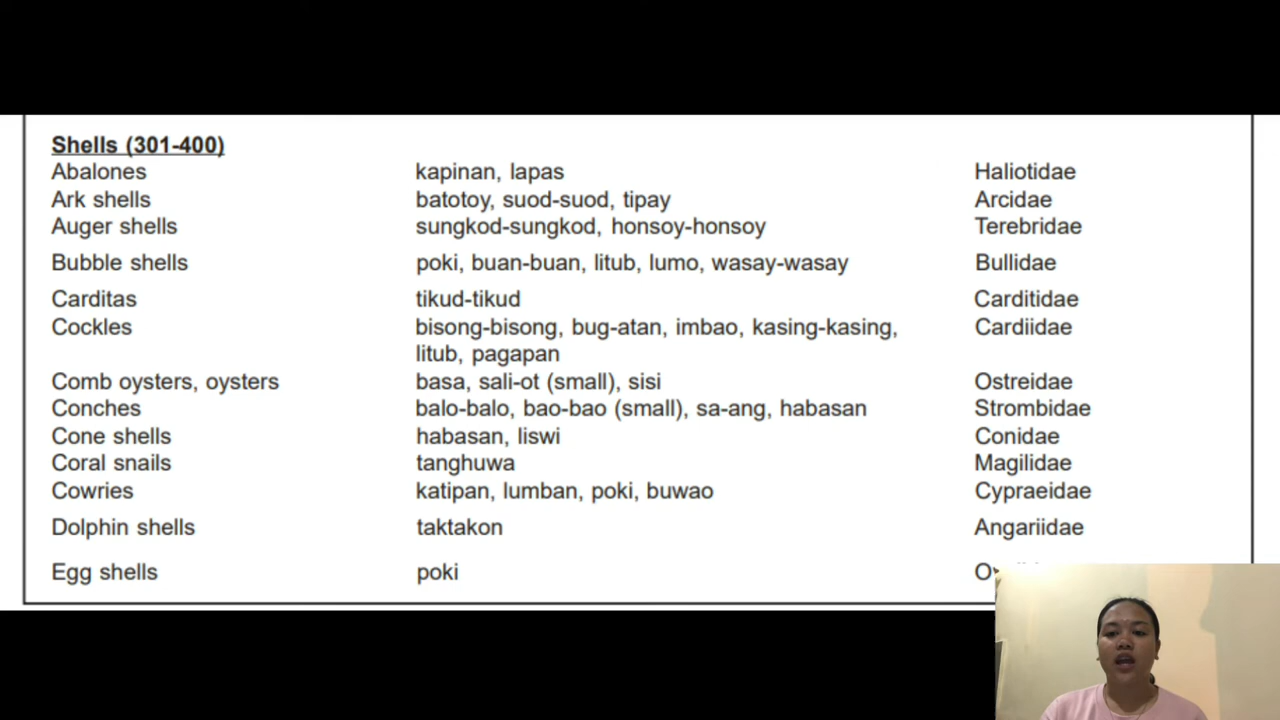 Shells (301-400)
Abalones kapinan, lapas Haliotidae
Ark shells batotoy, suod-suod, tipay Arcidae
Auger shells sungkod-sungkod, honsoy-honsoy Terebridae
Bubble shells poki, buan-buan, litub, lumo, wasay-wasay Bullidae
Carditas tikud-tikud Carditidae
Cockles bisong-bisong, bug-atan, imbao, kasing-kasing, Cardiidae
litub, pagapan
Comb oysters, oysters basa, sali-ot (small), sisi Ostreidae
Conches balo-balo, bao-bao (small), sa-ang, habasan Strombidae
Cone shells habasan, liswi Conidae
Coral snails tanghuwa Magilidae
Cowries katipan, lumban, poki, buwao Cypraeidae
Dolphin shells taktakon Angariidae
Egg shells poki